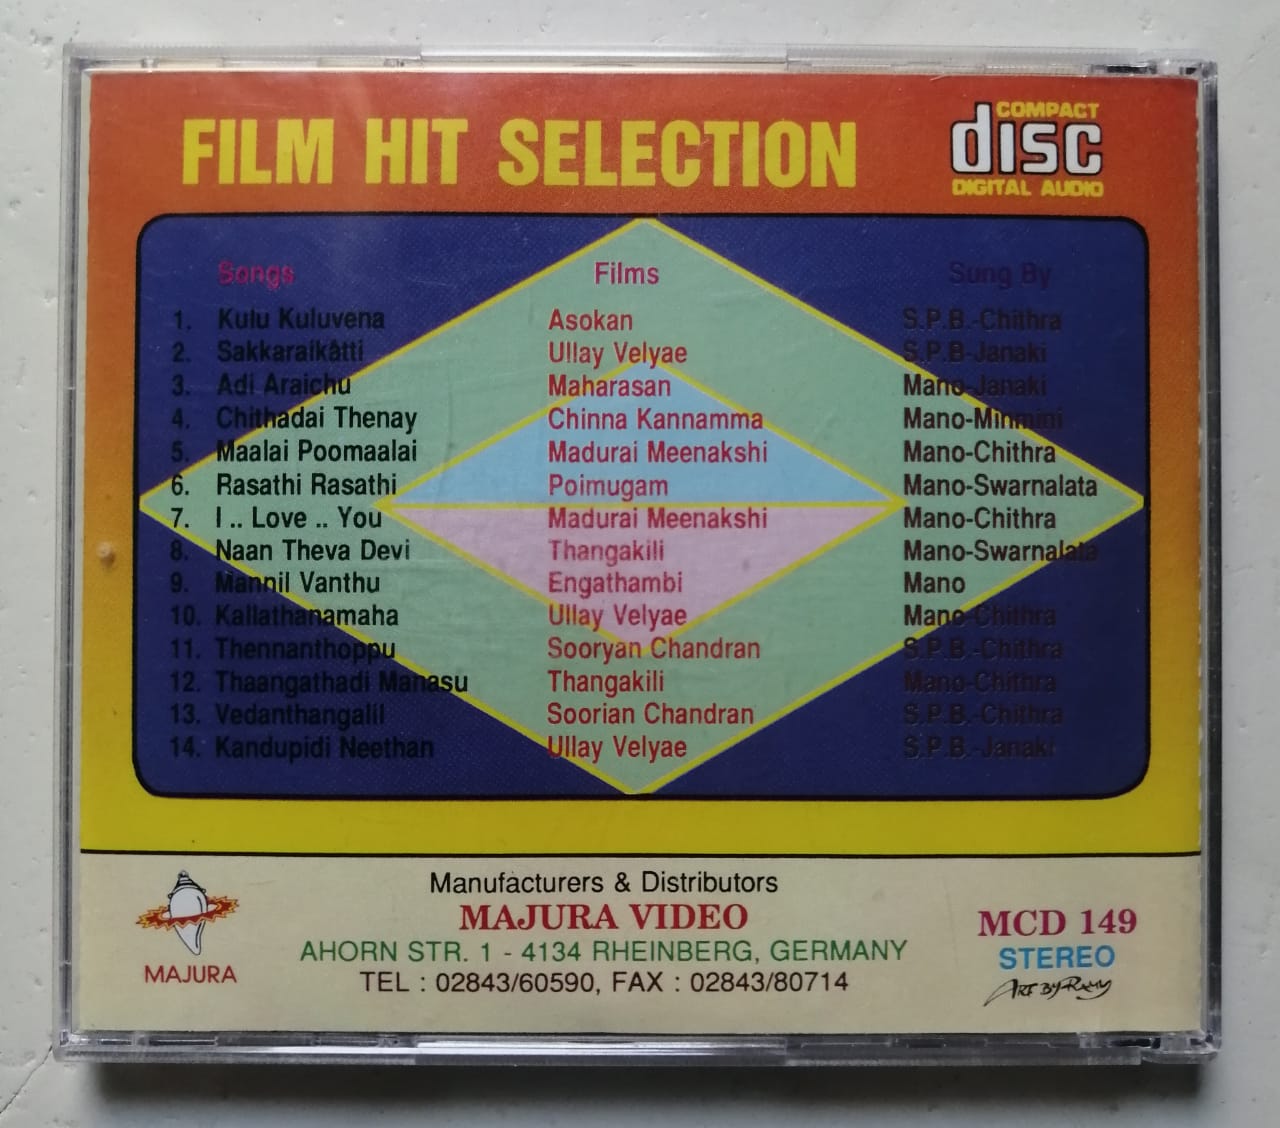 FILM HIT SELECTION
COMPACT
disc
DIGITAL AUDIO
Songs Films Sung By
1. Kulu Kuluvena Asokan S.P.B.-Chithra
2. Sakkaraikâtti Ullay Velyae S.P.B-Janaki
3. Adi Araichu Maharasan Mano-Janaki
4. Chithadai Thenay Chinna Kannamma Mano-Minmini
5. Maalai Poomaalai Madurai Meenakshi Mano-Chithra
6. Rasathi Rasathi Poimugam Mano-Swarnalata
7. I .. Love .. You Madurai Meenakshi Mano-Chithra
8. Naan Theva Devi Thangakili Mano-Swarnalata
9. Mannil Vanthu Engathambi Mano
10. Kallathanamaha Ullay Velyae Mano-Chithra
11. Thennanthoppu Sooryan Chandran S.P.B.-Chithra
12. Thaangathadi Manasu Thangakili Mano-Chithra
13. Vedanthangalil Soorian Chandran S.P.B.-Chithra
14. Kandupidi Neethan Ullay Velyae S.P.B.-Janaki
Manufacturers & Distributors
MAJURA VIDEO
AHORN STR. 1 - 4134 RHEINBERG, GERMANY
TEL : 02843/60590, FAX : 02843/80714
MAJURA
MCD 149
STEREO
ART BY RAMY